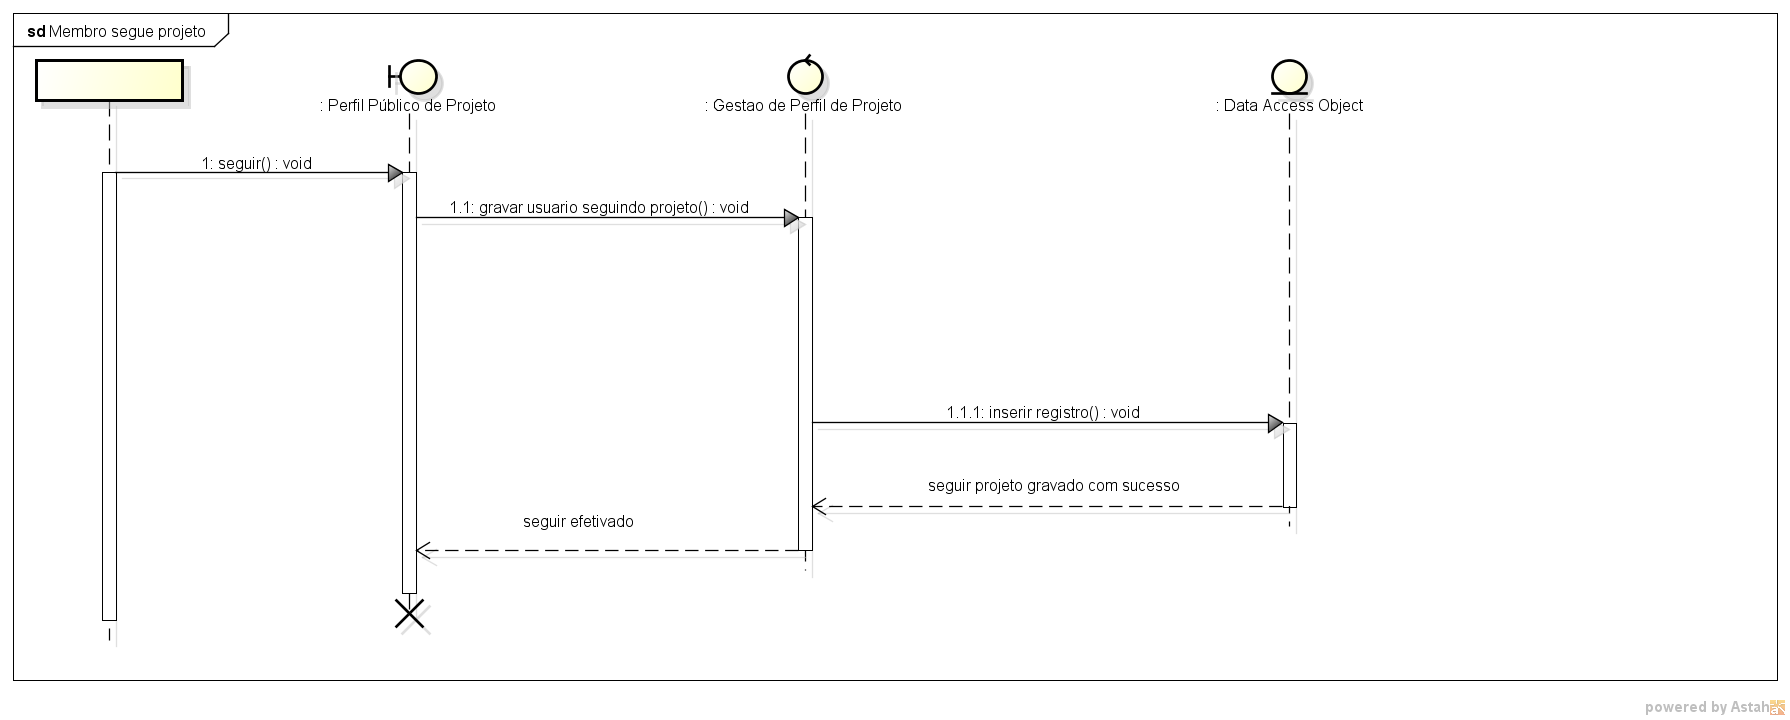 sd Membro segue projeto
: Perfil Público de Projeto
: Gestao de Perfil de Projeto
: Data Access Object
1: seguir() : void
1.1: gravar usuario seguindo projeto() : void
1.1.1: inserir registro() : void
seguir projeto gravado com sucesso
seguir efetivado
powered by Astah